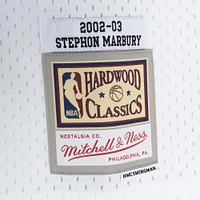 2002-03
STEPHON MARBURY
NBA
HARDWOOD
CLASSICS
NOSTALGIA CO.
Mitchell & Ness
PHILADELPHIA, PA.